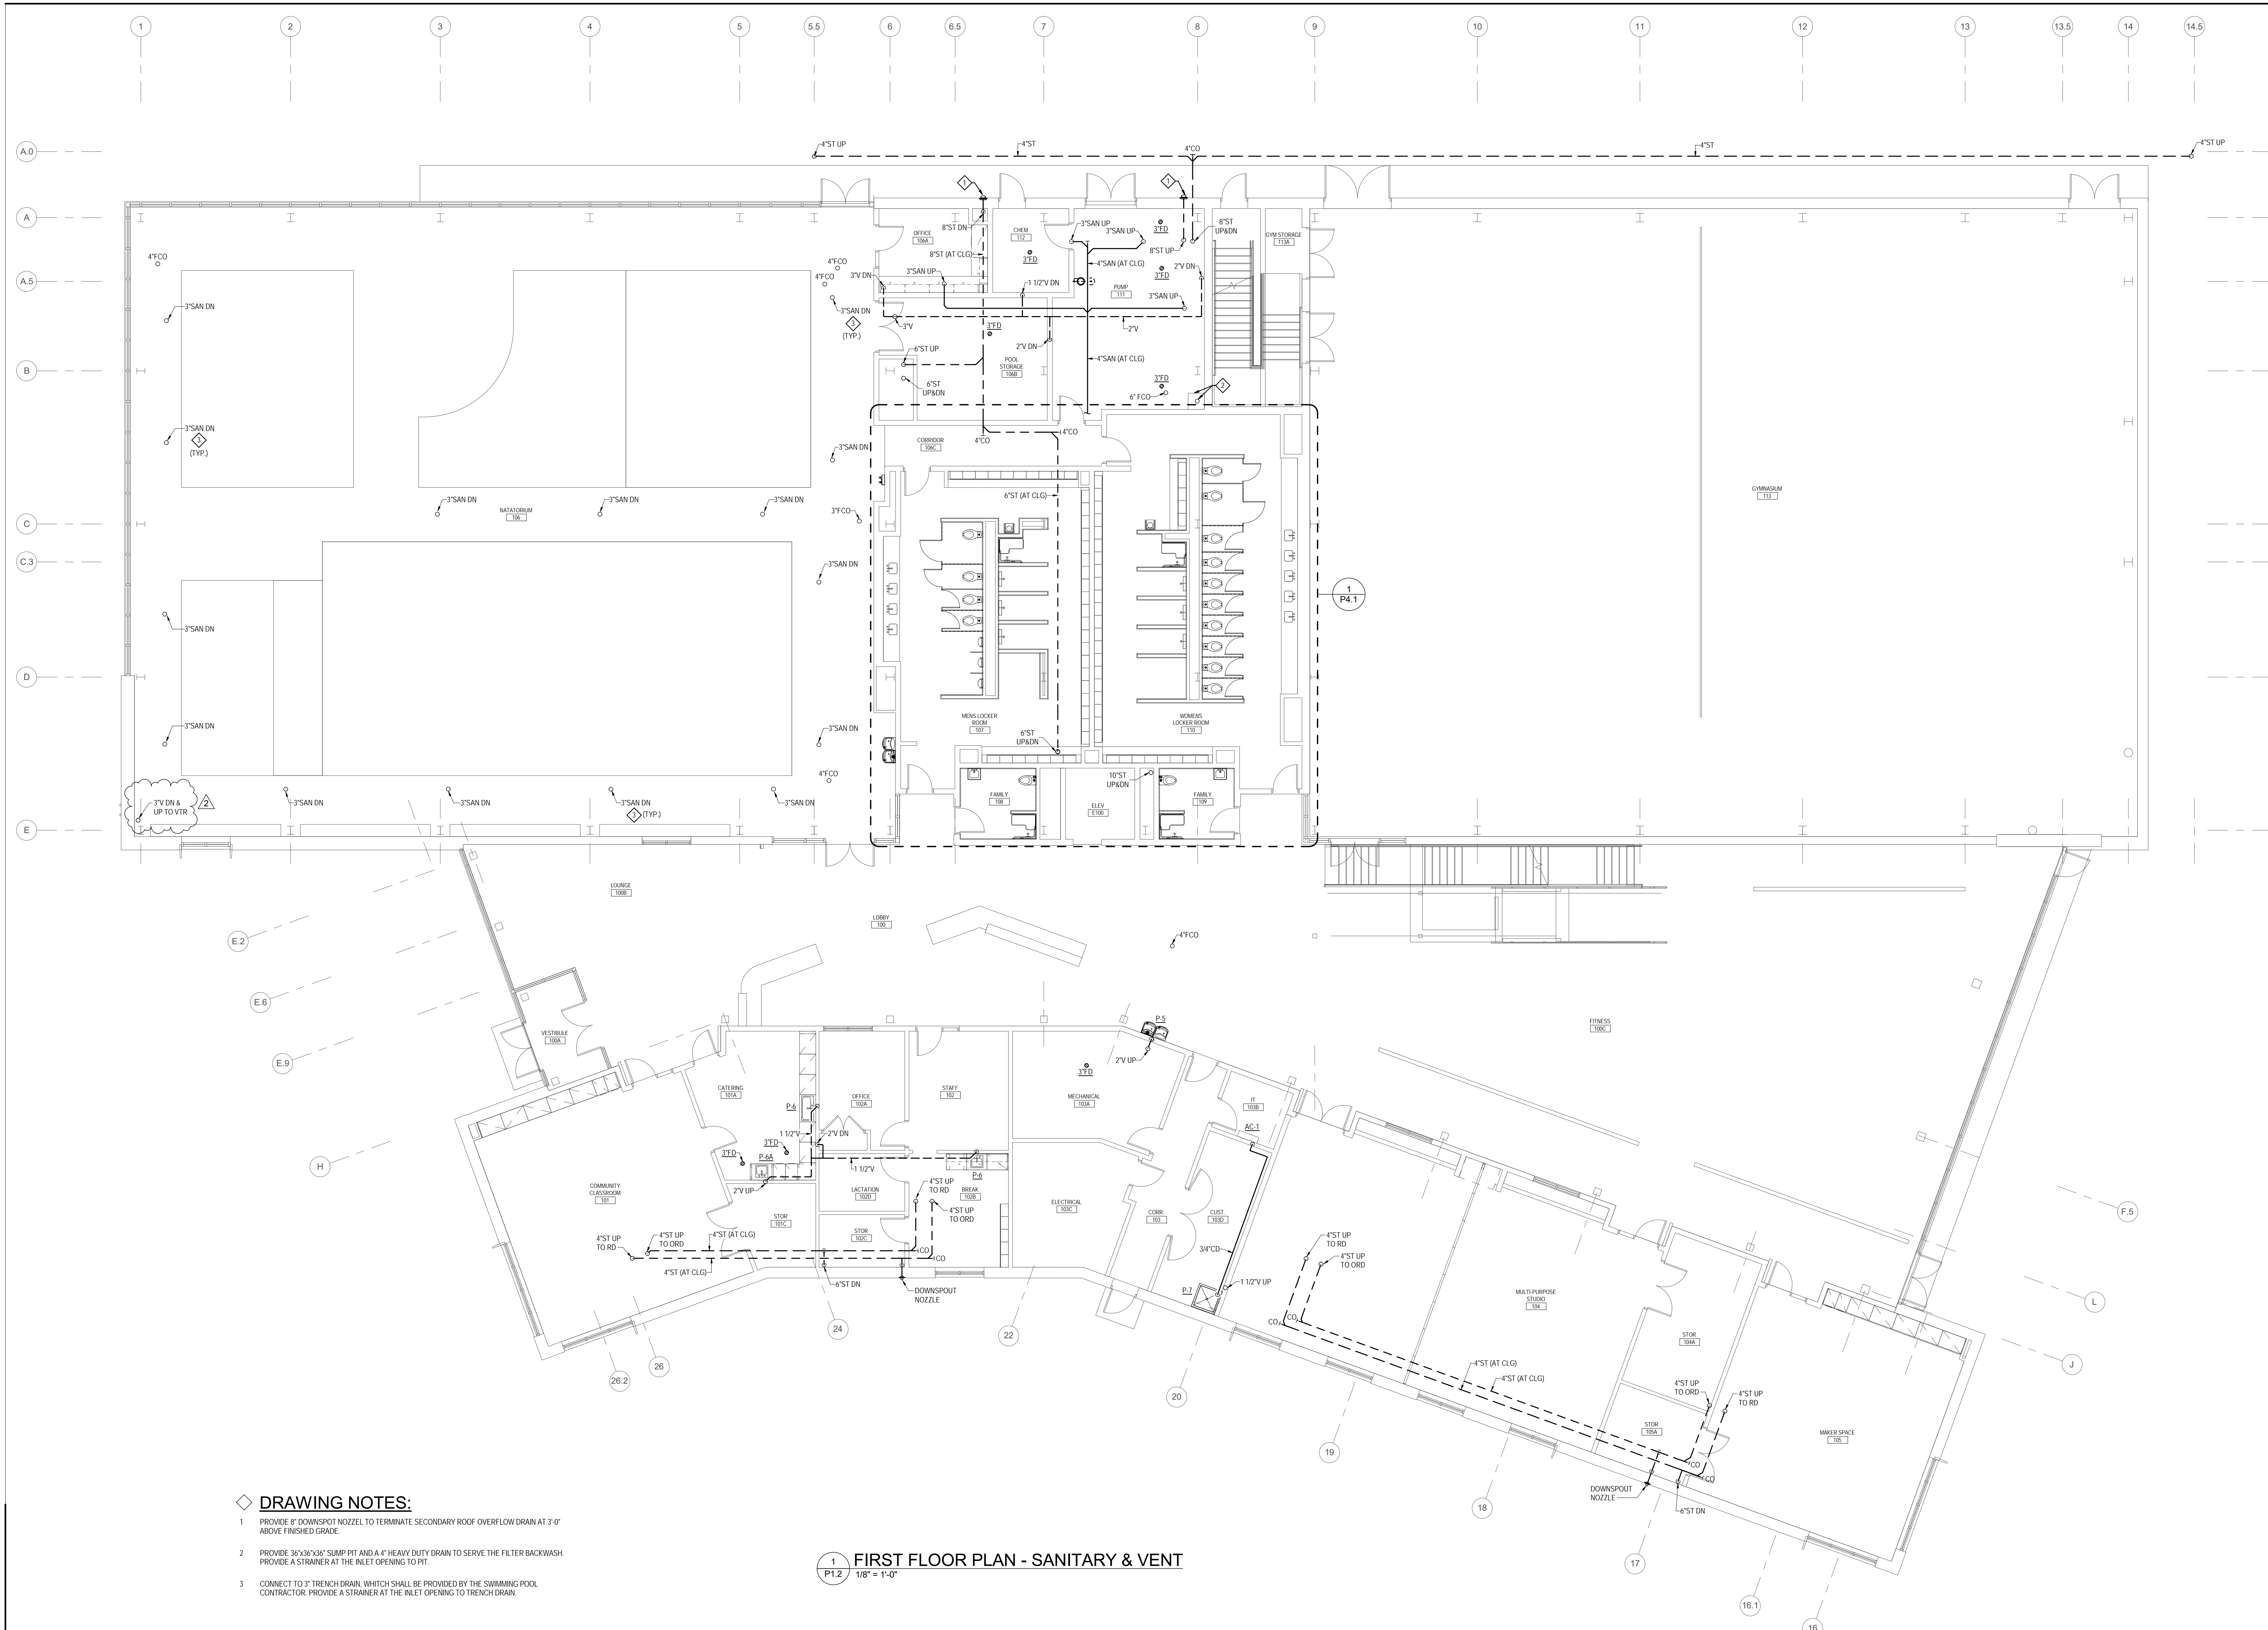 1 2 3 4 5 5.5 6 6.5 7 8 9 10 11 12 13 13.5 14 14.5
A.0
4"ST UP
4"ST
4"CO
4"ST
4"ST UP
1
1
A
OFFICE
106A
8"ST DN
8"ST (AT CLG)
CHEM
112
3"FD
3"SAN UP
3"SAN UP
3"FD
8"ST UP
8"ST
UP&DN
GYM STORAGE
113A
4"FCO
4"FCO
4"FCO
A.5
3"V DN
3"SAN UP
1 1/2"V DN
4"SAN (AT CLG)
3"FD
2"V DN
PUMP
111
3"SAN UP
3"SAN DN
3"SAN DN
3
(TYP.)
3"V
3"FD
2"V DN
2"V
6"ST UP
4"SAN (AT CLG)
B
POOL
STORAGE
106B
6"ST
UP&DN
3"FD
6" FCO
2
3"SAN DN
3
(TYP.)
4"CO
4"CO
CORRIDOR
106C
3"SAN DN
6"ST (AT CLG)
GYMNASIUM
113
3"SAN DN
3"SAN DN
3"SAN DN
NATATORIUM
106
3"FCO
C
C.3
3"SAN DN
1
P4.1
3"SAN DN
D
MENS LOCKER
ROOM
107
WOMENS
LOCKER ROOM
110
3"SAN DN
3"SAN DN
6"ST
UP&DN
4"FCO
10"ST
UP&DN
FAMILY
108
ELEV
E100
FAMILY
109
3"V DN &
UP TO VTR
2
3"SAN DN
3"SAN DN
3"SAN DN
3
(TYP.)
3"SAN DN
E
LOUNGE
100B
LOBBY
100
4"FCO
E.2
E.6
E.9
H
VESTIBULE
100A
FITNESS
100C
P-5
2"V UP
CATERING
101A
P-6
OFFICE
102A
STAFF
102
3"FD
MECHANICAL
103A
IT
103B
AC-1
1 1/2"V
2"V DN
3"FD
3"FD
P-6A
1 1/2"V
P-6
2"V UP
COMMUNITY
CLASSROOM
101
LACTATION
102D
4"ST UP
TO RD
BREAK
102B
4"ST UP
TO ORD
ELECTRICAL
103C
CORR.
103
CUST.
103D
STOR
101C
STOR
102C
4"ST UP
TO RD
4"ST UP
TO ORD
4"ST (AT CLG)
4"ST (AT CLG)
CO
CO
6"ST DN
DOWNSPOUT
NOZZLE
3/4"CD
1 1/2"V UP
P-7
4"ST UP
TO RD
4"ST UP
TO ORD
CO
CO
MULTI-PURPOSE
STUDIO
104
STOR
104A
4"ST (AT CLG)
4"ST (AT CLG)
4"ST UP
TO ORD
4"ST UP
TO RD
STOR
105A
MAKER SPACE
105
CO
CO
DOWNSPOUT
NOZZLE
6"ST DN
F.5
L
J
26.2
26
24
22
20
19
18
17
16.1
16
DRAWING NOTES:
1 PROVIDE 8" DOWNSPOT NOZZEL TO TERMINATE SECONDARY ROOF OVERFLOW DRAIN AT 3'-0"
ABOVE FINISHED GRADE.
2 PROVIDE 36"x36"x36" SUMP PIT AND A 4" HEAVY DUTY DRAIN TO SERVE THE FILTER BACKWASH.
PROVIDE A STRAINER AT THE INLET OPENING TO PIT.
3 CONNECT TO 3" TRENCH DRAIN, WHITCH SHALL BE PROVIDED BY THE SWIMMING POOL
CONTRACTOR. PROVIDE A STRAINER AT THE INLET OPENING TO TRENCH DRAIN.
1
P1.2
FIRST FLOOR PLAN - SANITARY & VENT
1/8" = 1'-0"